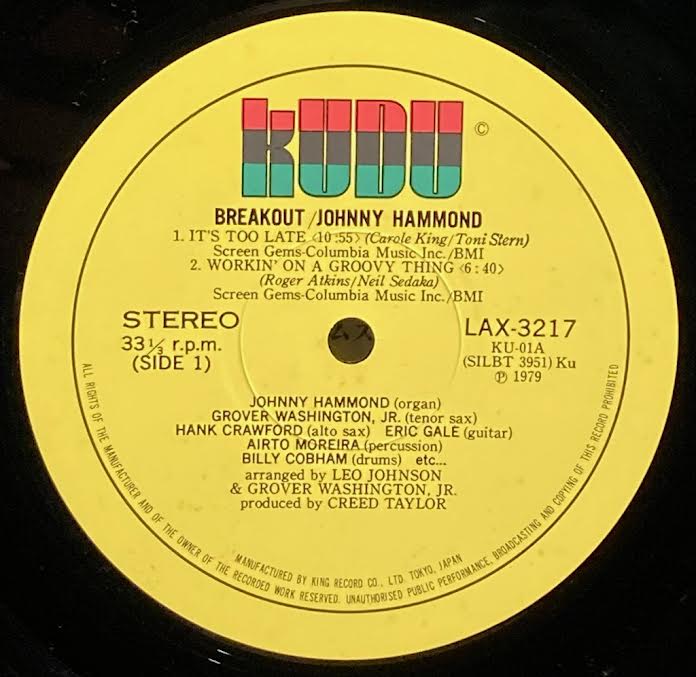 KUDU ©
BREAKOUT/JOHNNY HAMMOND
1. IT'S TOO LATE <10:55> (Carole King/Toni Stern)
Screen Gems-Columbia Music Inc./BMI
2. WORKIN' ON A GROOVY THING <6:40>
(Roger Atkins/Neil Sedaka)
Screen Gems-Columbia Music Inc./BMI
STEREO
33 1/3 r.p.m.
(SIDE 1)
ムス
LAX-3217
KU-01A
(SILBT 3951) Ku
Ⓟ 1979
JOHNNY HAMMOND (organ)
GROVER WASHINGTON, JR. (tenor sax)
HANK CRAWFORD (alto sax) ERIC GALE (guitar)
AIRTO MOREIRA (percussion)
BILLY COBHAM (drums) etc...
arranged by LEO JOHNSON
& GROVER WASHINGTON, JR.
produced by CREED TAYLOR
MANUFACTURED BY KING RECORD CO., LTD. TOKYO, JAPAN
ALL RIGHTS OF THE MANUFACTURER AND OF THE OWNER OF THE RECORDED WORK RESERVED. UNAUTHORISED PUBLIC PERFORMANCE, BROADCASTING AND COPYING OF THIS RECORD PROHIBITED